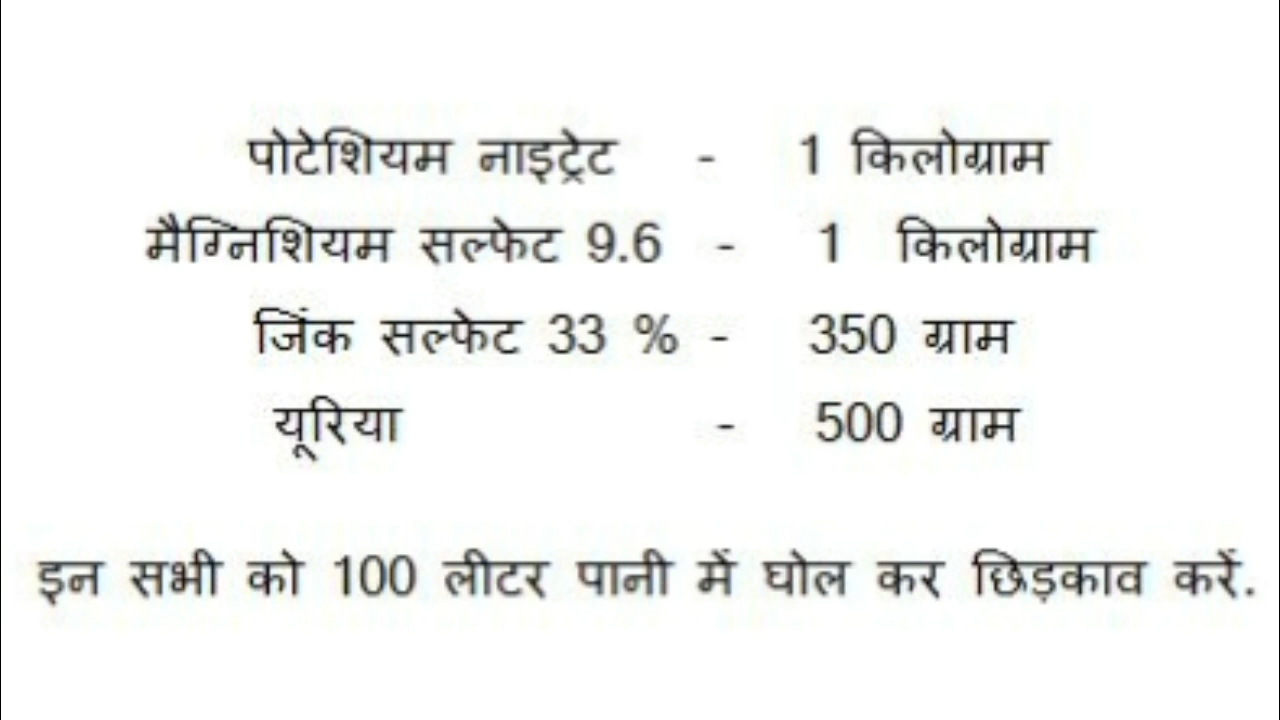 पोटेशियम नाइट्रेट - 1 किलोग्राम
मैग्निशियम सल्फेट 9.6 - 1 किलोग्राम
जिंक सल्फेट 33 % - 350 ग्राम
यूरिया - 500 ग्राम
इन सभी को 100 लीटर पानी में घोल कर छिड़काव करें.